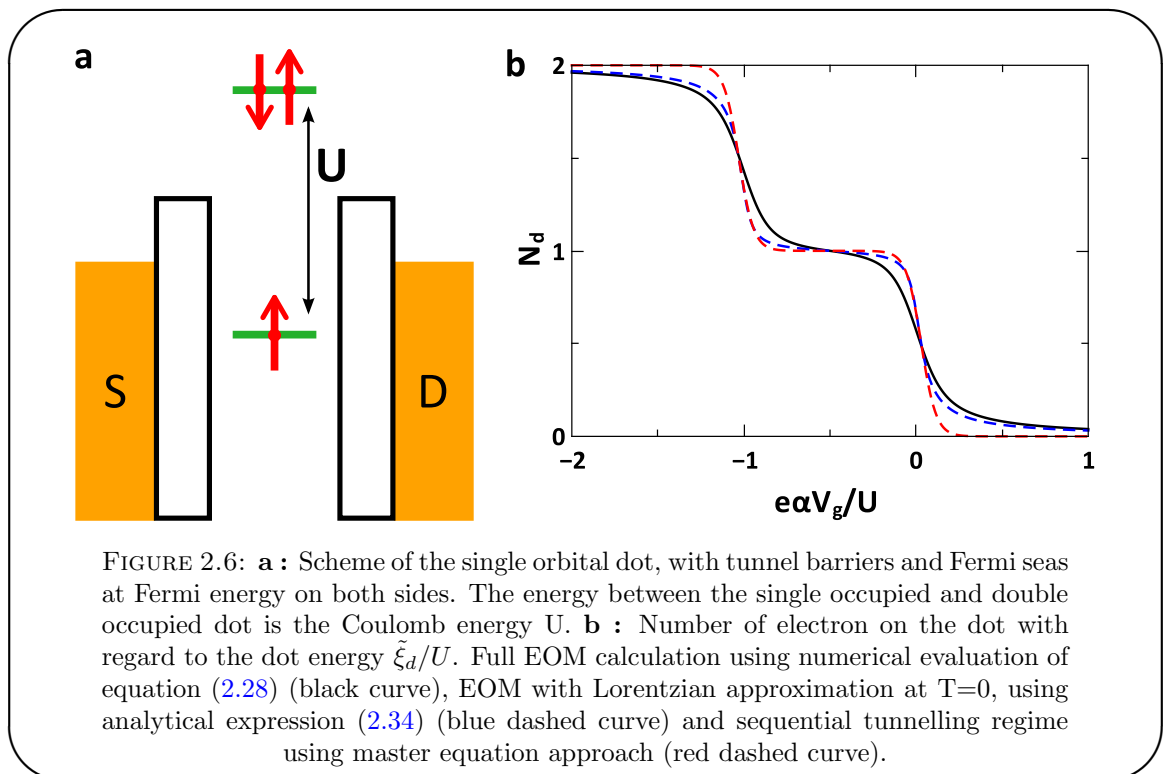 a
U
S
D
b
2
1
0
N_d
−2
−1
0
1
eαV_g/U
FIGURE 2.6: a : Scheme of the single orbital dot, with tunnel barriers and Fermi seas
at Fermi energy on both sides. The energy between the single occupied and double
occupied dot is the Coulomb energy U. b : Number of electron on the dot with
regard to the dot energy ξ̃_d/U. Full EOM calculation using numerical evaluation of
equation (2.28) (black curve), EOM with Lorentzian approximation at T=0, using
analytical expression (2.34) (blue dashed curve) and sequential tunnelling regime
using master equation approach (red dashed curve).